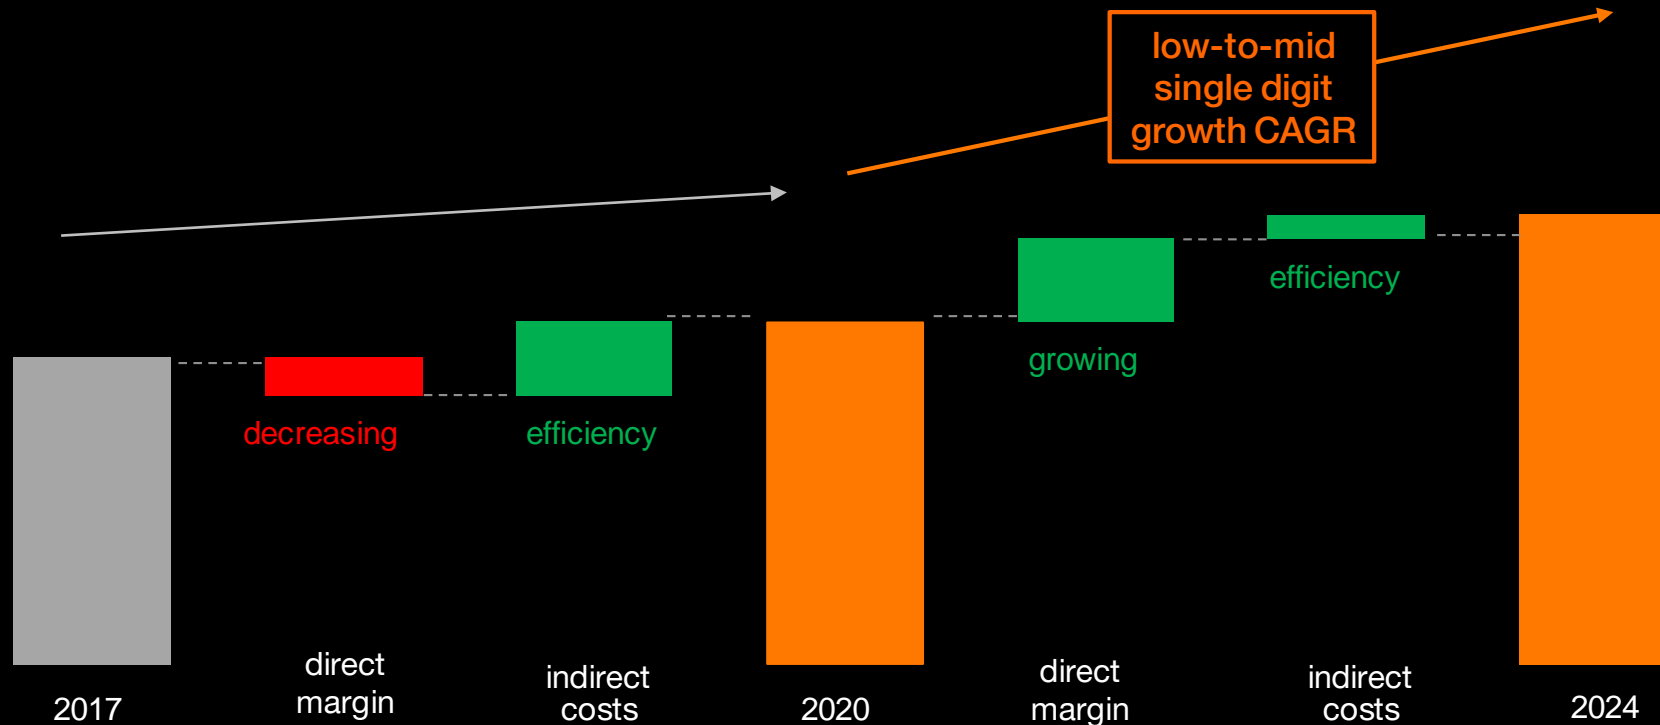 low-to-mid
single digit
growth CAGR
efficiency
growing
decreasing
efficiency
2017
direct
margin
indirect
costs
2020
direct
margin
indirect
costs
2024